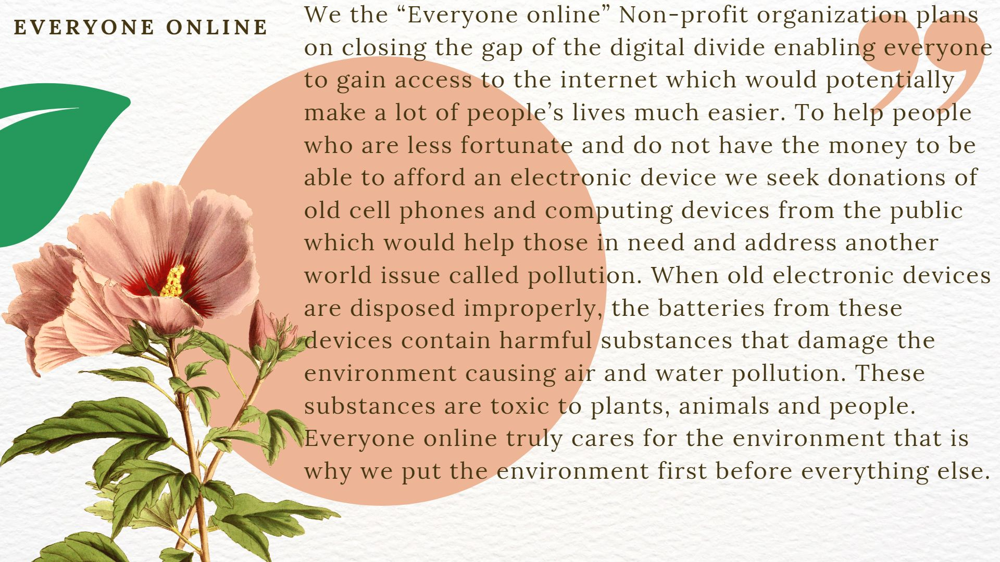 EVERYONE ONLINE
We the “Everyone online” Non-profit organization plans
on closing the gap of the digital divide enabling everyone
to gain access to the internet which would potentially
make a lot of people’s lives much easier. To help people
who are less fortunate and do not have the money to be
able to afford an electronic device we seek donations of
old cell phones and computing devices from the public
which would help those in need and address another
world issue called pollution. When old electronic devices
are disposed improperly, the batteries from these
devices contain harmful substances that damage the
environment causing air and water pollution. These
substances are toxic to plants, animals and people.
Everyone online truly cares for the environment that is
why we put the environment first before everything else.